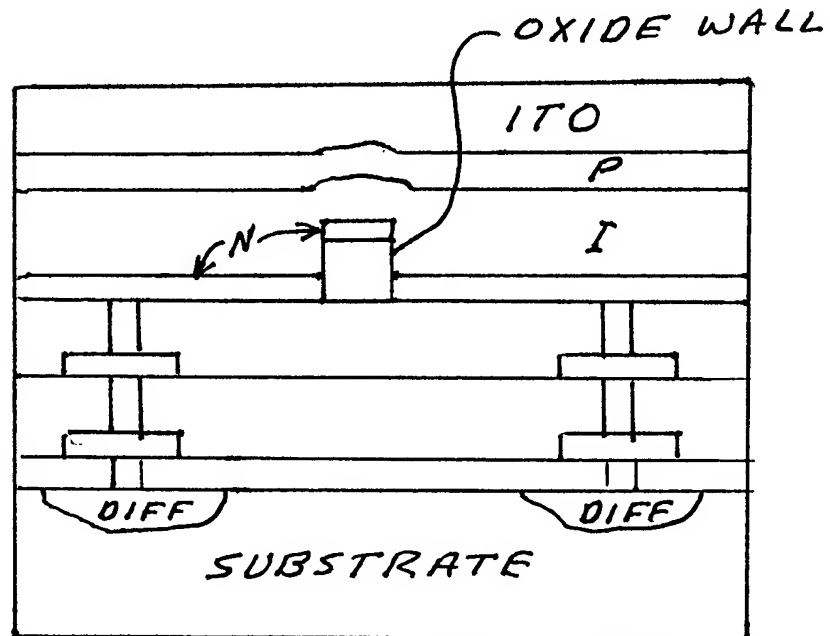 OXIDE WALL
ITO
P
N
I
DIFF
DIFF
SUBSTRATE